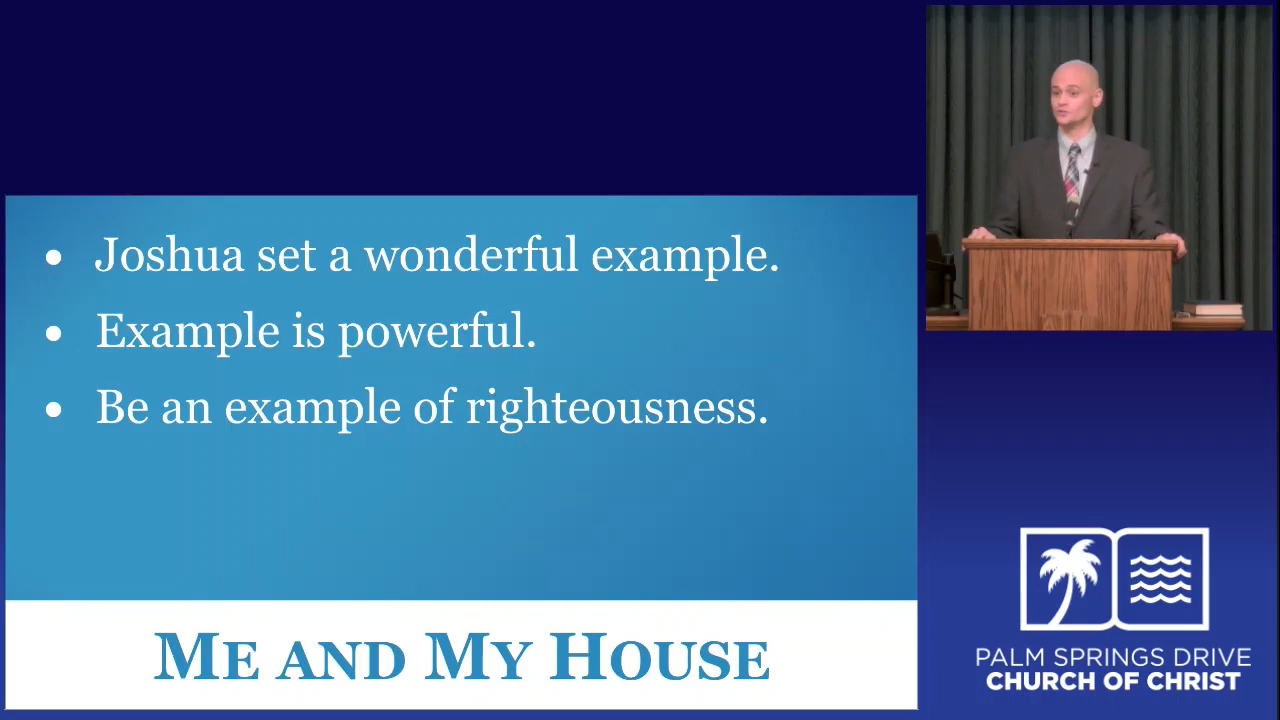 • Joshua set a wonderful example.
• Example is powerful.
• Be an example of righteousness.
ME AND MY HOUSE
PALM SPRINGS DRIVE
CHURCH OF CHRIST